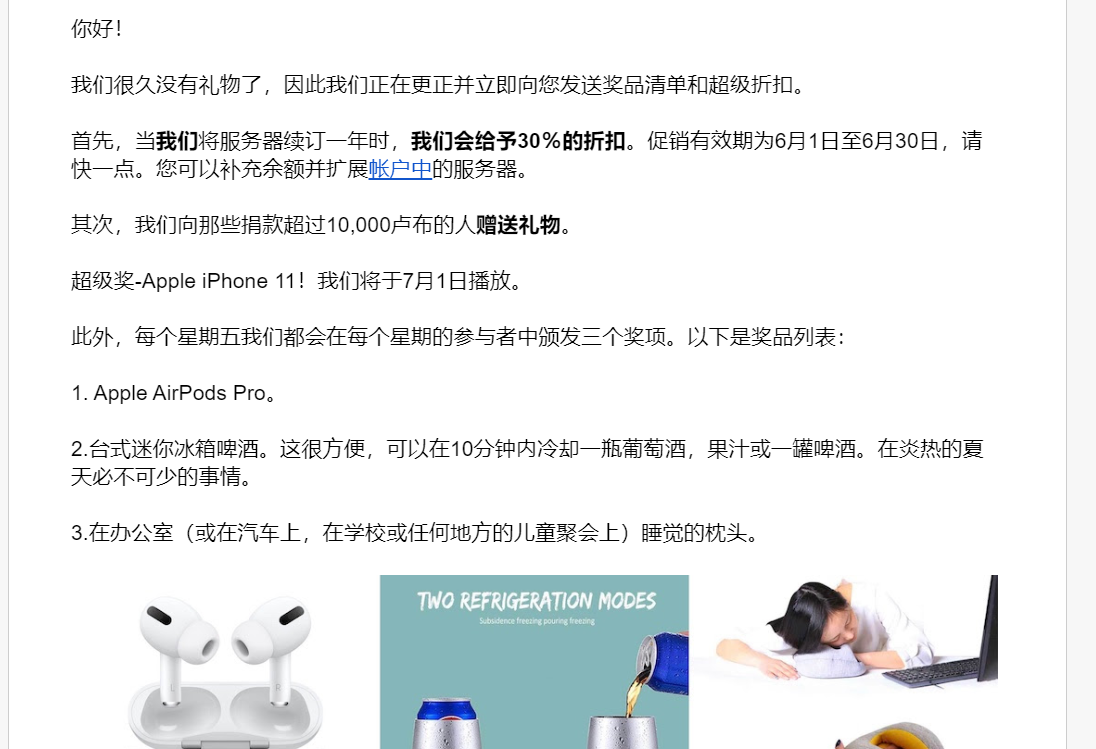 你好！
我们很久没有礼物了，因此我们正在更正并立即向您发送奖品清单和超级折扣。
首先，当我们将服务器续订一年时，我们会给予30%的折扣。促销有效期为6月1日至6月30日，请
快一点。您可以补充余额并扩展帐户中的服务器。
其次，我们向那些捐款超过10,000卢布的人赠送礼物。
超级奖-Apple iPhone 11！我们将于7月1日播放。
此外，每个星期五我们都会在每个星期的参与者中颁发三个奖项。以下是奖品列表：
1. Apple AirPods Pro。
2.台式迷你冰箱啤酒。这很方便，可以在10分钟内冷却一瓶葡萄酒，果汁或一罐啤酒。在炎热的夏
天必不可少的事情。
3.在办公室（或在汽车上，在学校或任何地方的儿童聚会上）睡觉的枕头。
TWO REFRIGERATION MODES
Subsidence freezing pouring freezing